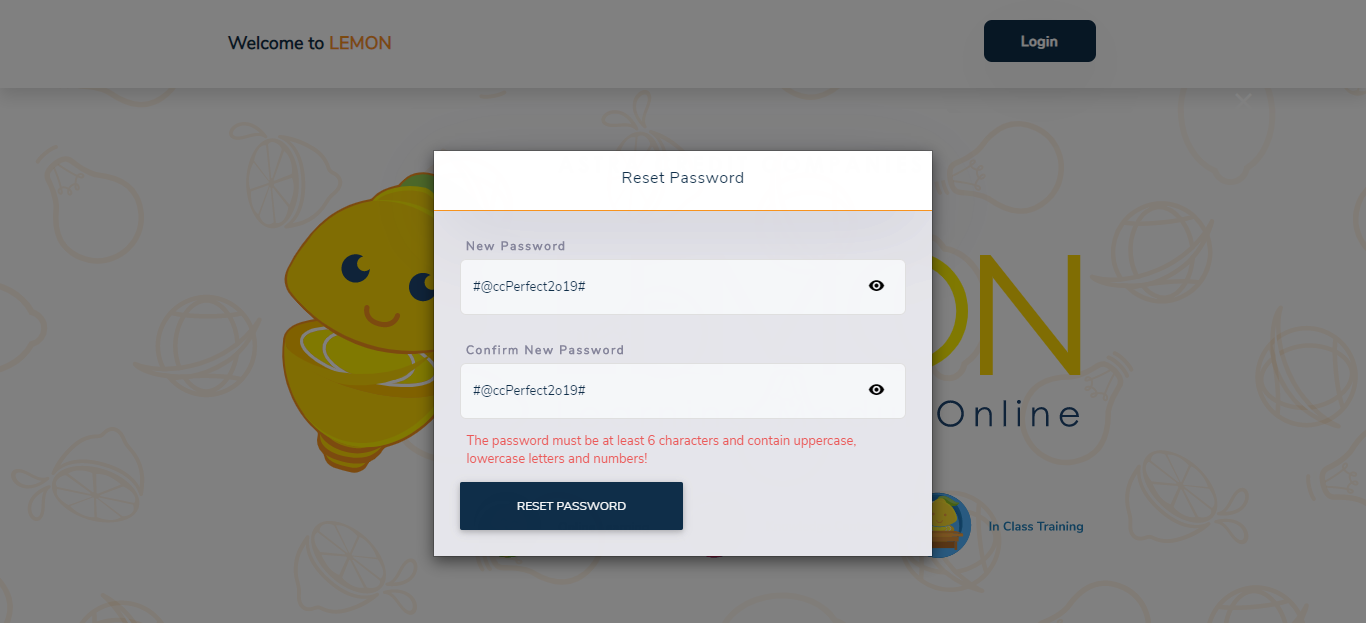 Welcome to LEMON
Login
Reset Password
New Password
#@ccPerfect2o19#
Confirm New Password
#@ccPerfect2o19#
The password must be at least 6 characters and contain uppercase,
lowercase letters and numbers!
RESET PASSWORD
ON
Online
In Class Training